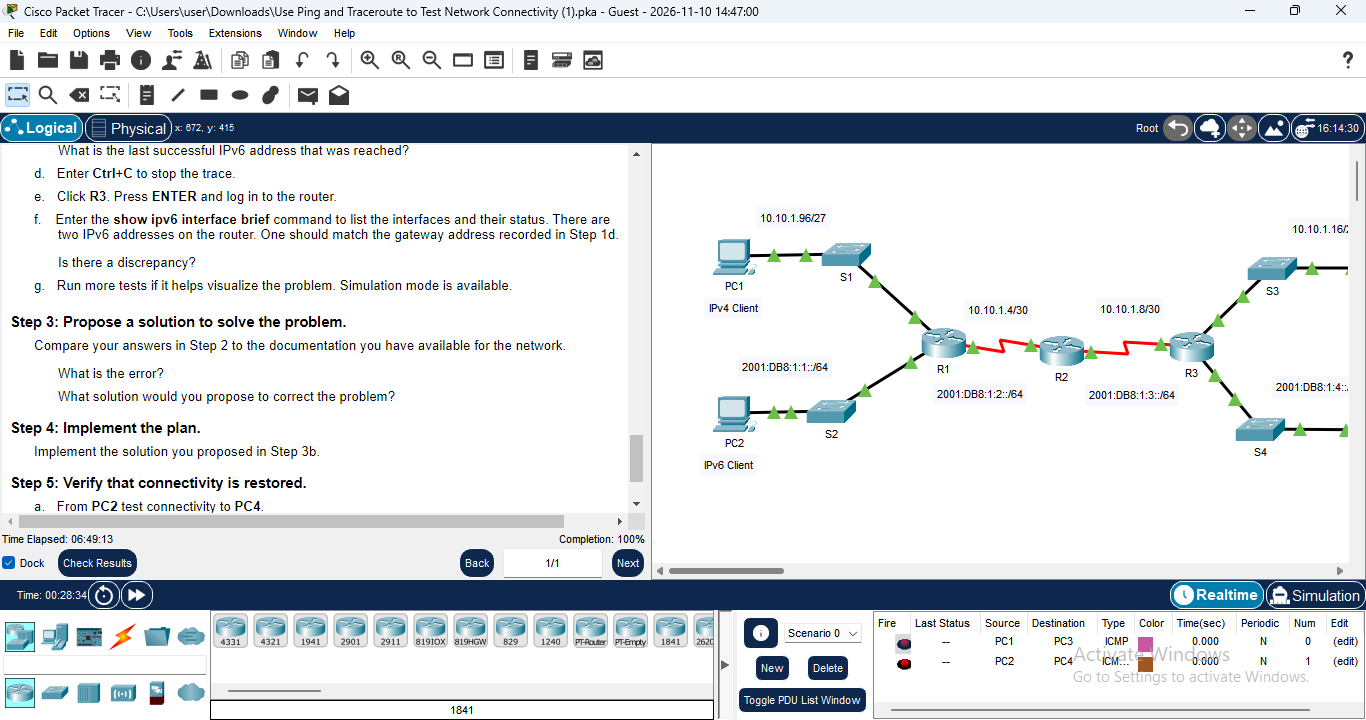 Cisco Packet Tracer - C:\Users\user\Downloads\Use Ping and Traceroute to Test Network Connectivity (1).pka - Guest - 2026-11-10 14:47:00
File Edit Options View Tools Extensions Window Help
Logical Physical x: 672, y: 415 Root 16:14:30
What is the last successful IPv6 address that was reached?
d. Enter Ctrl+C to stop the trace.
e. Click R3. Press ENTER and log in to the router.
f. Enter the show ipv6 interface brief command to list the interfaces and their status. There are
two IPv6 addresses on the router. One should match the gateway address recorded in Step 1d.
Is there a discrepancy?
g. Run more tests if it helps visualize the problem. Simulation mode is available.
Step 3: Propose a solution to solve the problem.
Compare your answers in Step 2 to the documentation you have available for the network.
What is the error?
What solution would you propose to correct the problem?
Step 4: Implement the plan.
Implement the solution you proposed in Step 3b.
Step 5: Verify that connectivity is restored.
a. From PC2 test connectivity to PC4.
Time Elapsed: 06:49:13 Completion: 100%
Dock Check Results Back 1/1 Next
10.10.1.96/27
10.10.1.16/
PC1
S1
S3
IPv4 Client
10.10.1.4/30
10.10.1.8/30
2001:DB8:1:1::/64
R1
R2
R3
2001:DB8:1:2::/64
2001:DB8:1:3::/64
2001:DB8:1:4::
PC2
S2
S4
IPv6 Client
Time: 00:28:34 Realtime Simulation
4331 4321 1941 2901 2911 819IOX 819HGW 829 1240 PT-Router PT-Empty 1841 2620
1841
Scenario 0
New Delete
Toggle PDU List Window
Fire Last Status Source Destination Type Color Time(sec) Periodic Num Edit
-- PC1 PC3 ICMP 0.000 N 0 (edit)
-- PC2 PC4 ICM... 0.000 N 1 (edit)
Activate Windows
Go to Settings to activate Windows.